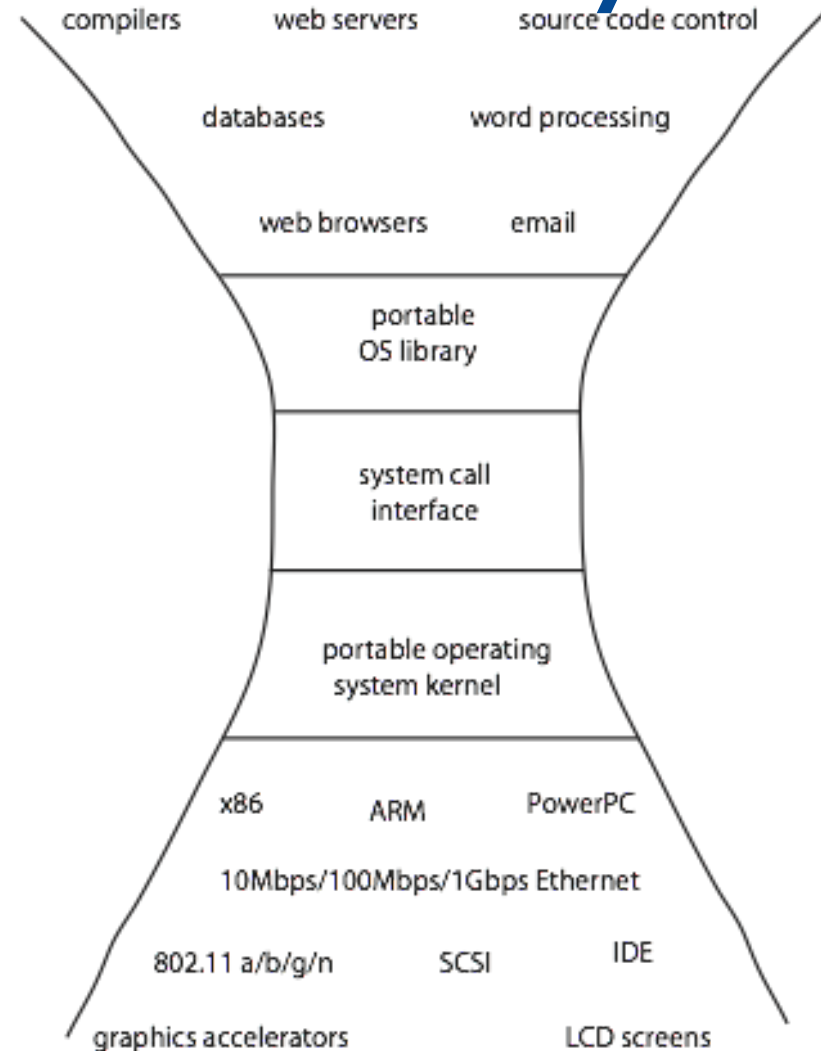 compilers web servers source code control
databases word processing
web browsers email
portable
OS library
system call
interface
portable operating
system kernel
x86 ARM PowerPC
10Mbps/100Mbps/1Gbps Ethernet
802.11 a/b/g/n SCSI IDE
graphics accelerators LCD screens